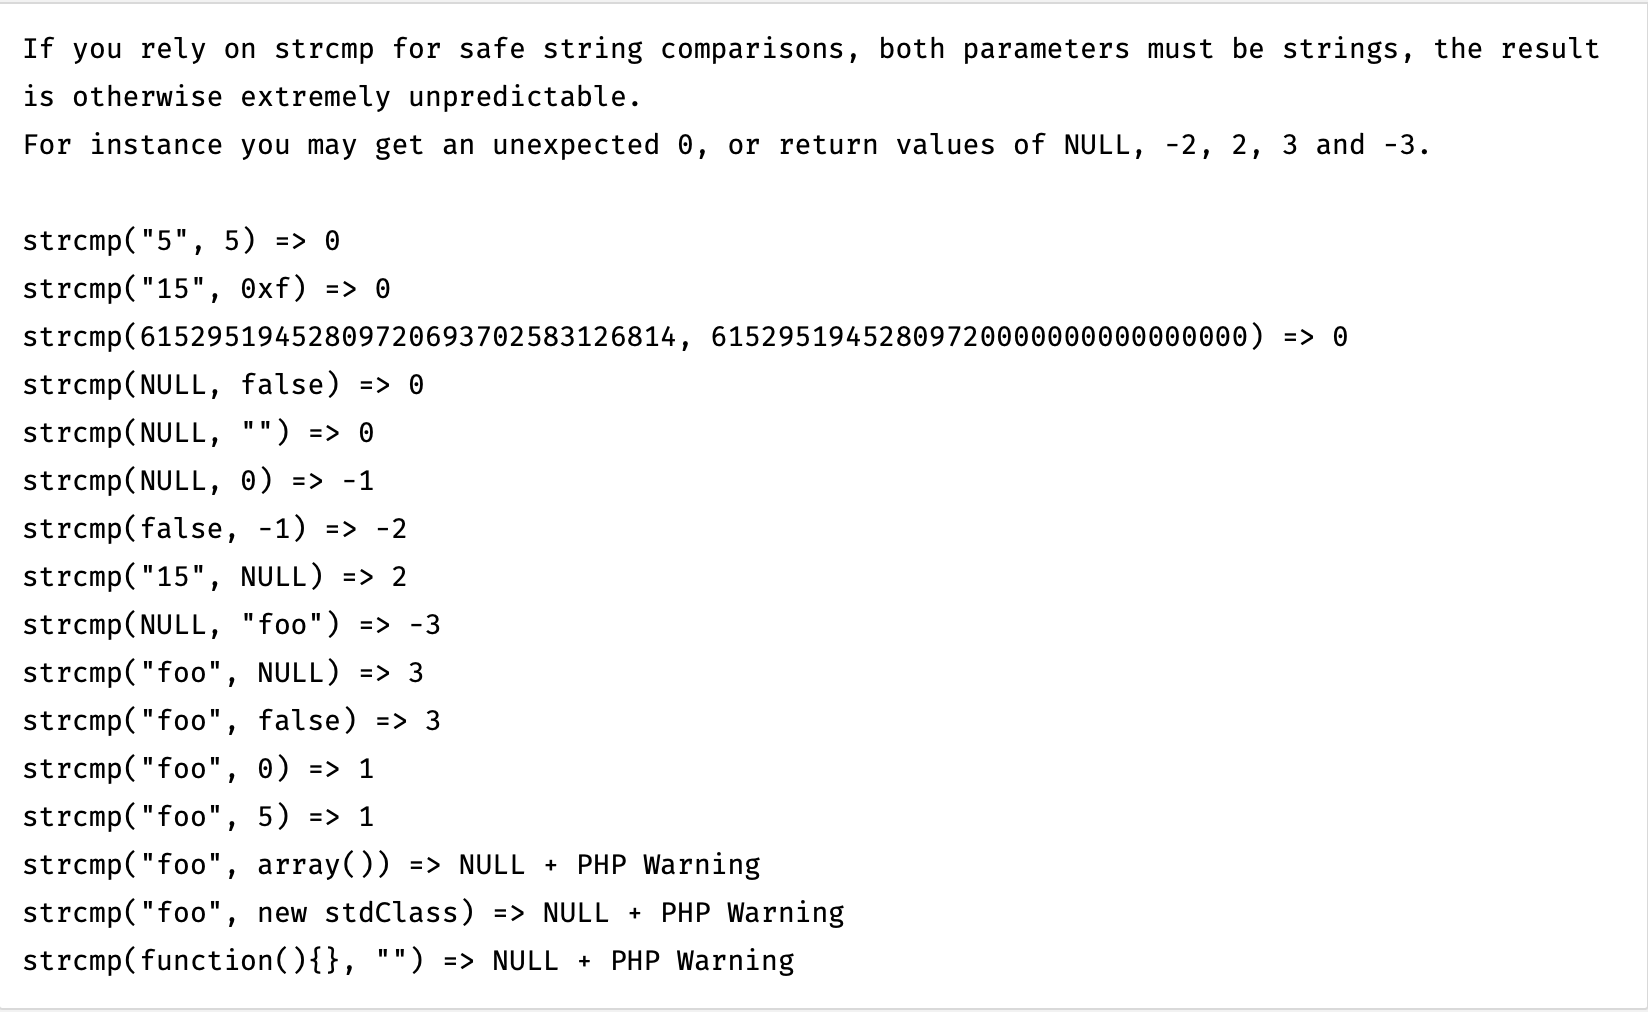 If you rely on strcmp for safe string comparisons, both parameters must be strings, the result
is otherwise extremely unpredictable.
For instance you may get an unexpected 0, or return values of NULL, -2, 2, 3 and -3.
strcmp("5", 5) => 0
strcmp("15", 0xf) => 0
strcmp(61529519452809720693702583126814, 61529519452809720000000000000000) => 0
strcmp(NULL, false) => 0
strcmp(NULL, "") => 0
strcmp(NULL, 0) => -1
strcmp(false, -1) => -2
strcmp("15", NULL) => 2
strcmp(NULL, "foo") => -3
strcmp("foo", NULL) => 3
strcmp("foo", false) => 3
strcmp("foo", 0) => 1
strcmp("foo", 5) => 1
strcmp("foo", array()) => NULL + PHP Warning
strcmp("foo", new stdClass) => NULL + PHP Warning
strcmp(function(){}, "") => NULL + PHP Warning